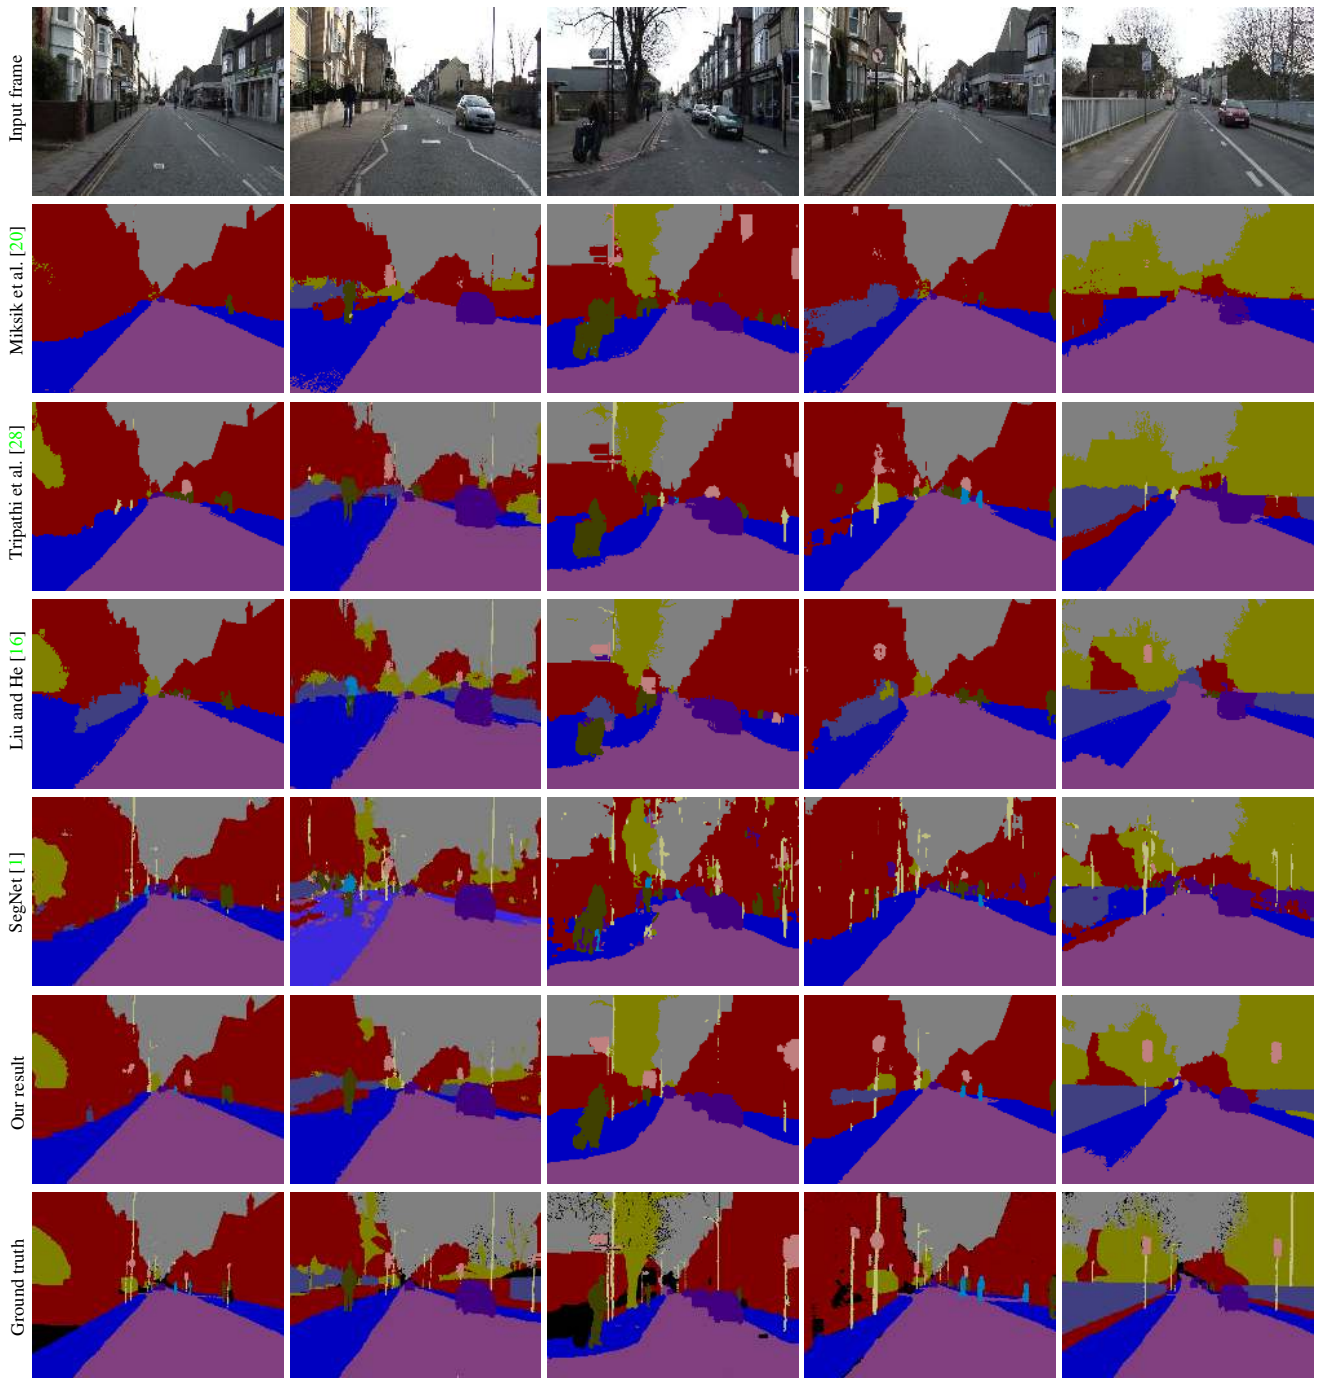 Input frame
Miksik et al. [20]
Tripathi et al. [28]
Liu and He [16]
SegNet [1]
Our result
Ground truth